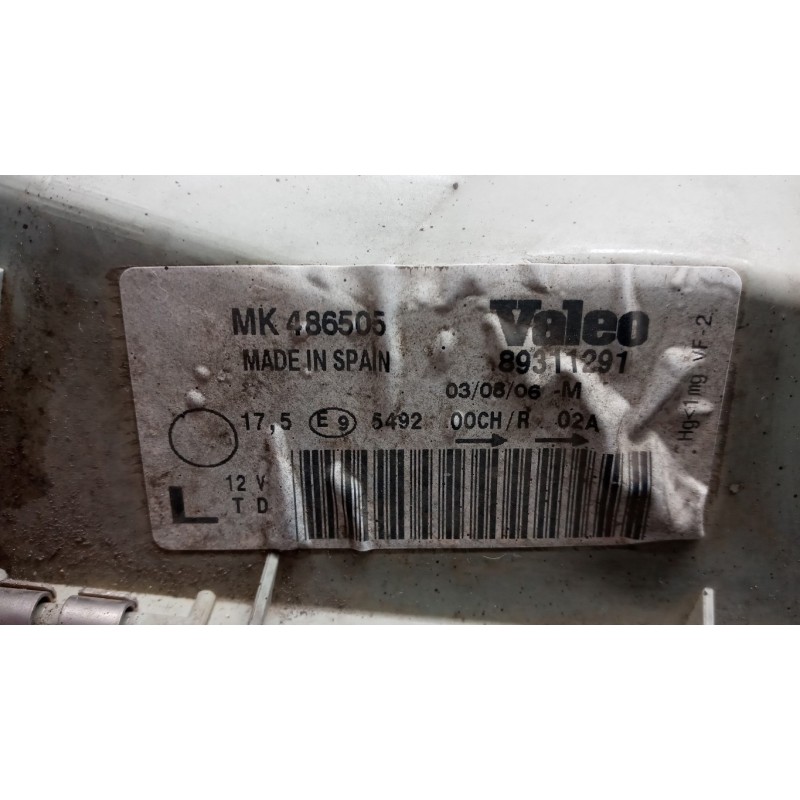 MK 486505 Valeo
MADE IN SPAIN 89311291
03/08/06 -M
17,5 E9 5492 00CH/R 02A
12 V
L T D
Hg<1mg VF 2